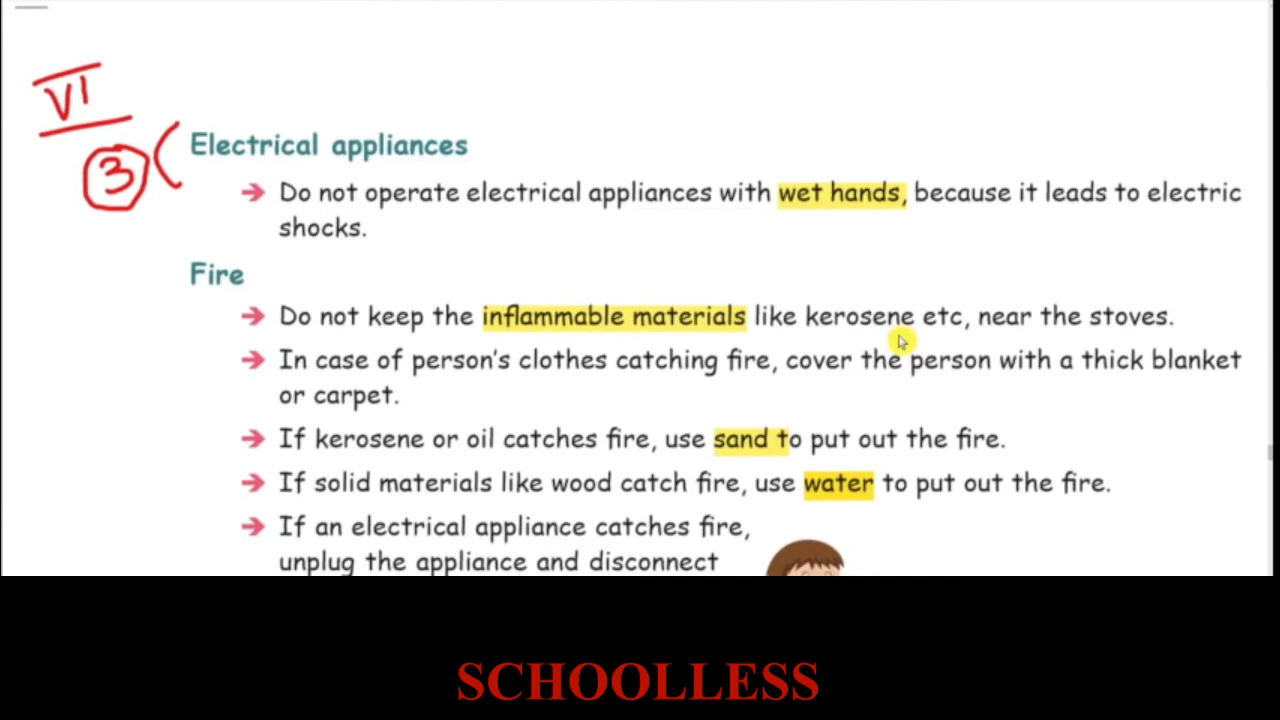 VI
3 (
Electrical appliances
➔ Do not operate electrical appliances with wet hands, because it leads to electric
shocks.
Fire
➔ Do not keep the inflammable materials like kerosene etc, near the stoves.
➔ In case of person's clothes catching fire, cover the person with a thick blanket
or carpet.
➔ If kerosene or oil catches fire, use sand to put out the fire.
➔ If solid materials like wood catch fire, use water to put out the fire.
➔ If an electrical appliance catches fire,
unplug the appliance and disconnect
SCHOOLLESS